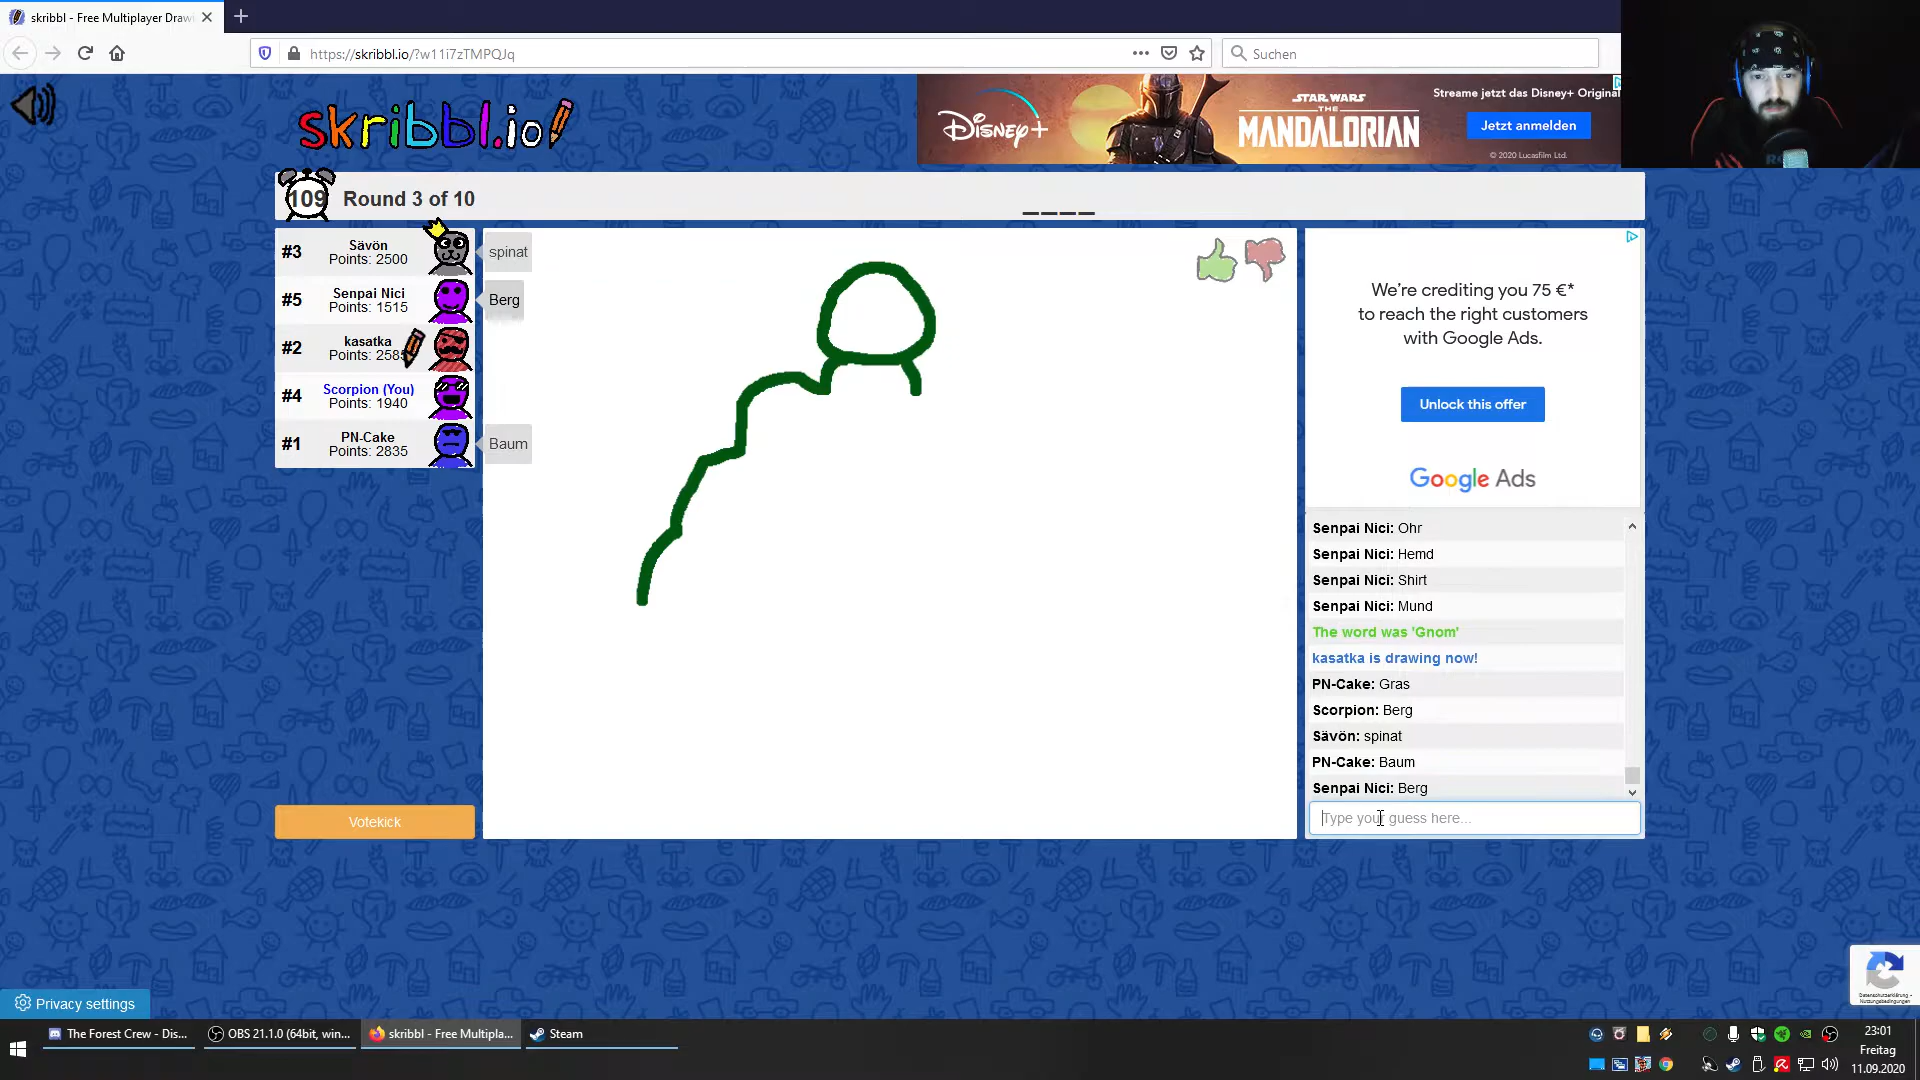 skribbl - Free Multiplayer Drawi
https://skribbl.io/?w11i7zTMPQJq
Suchen
skribbl.io
Disney+
STAR WARS
THE
MANDALORIAN
Streame jetzt das Disney+ Original
Jetzt anmelden
© 2020 Lucasfilm Ltd.
109
Round 3 of 10
_ _ _ _
#3
Sävön
Points: 2500
spinat
#5
Senpai Nici
Points: 1515
Berg
#2
kasatka
Points: 2585
#4
Scorpion (You)
Points: 1940
#1
PN-Cake
Points: 2835
Baum
Votekick
We're crediting you 75 €*
to reach the right customers
with Google Ads.
Unlock this offer
Google Ads
Senpai Nici: Ohr
Senpai Nici: Hemd
Senpai Nici: Shirt
Senpai Nici: Mund
The word was 'Gnom'
kasatka is drawing now!
PN-Cake: Gras
Scorpion: Berg
Sävön: spinat
PN-Cake: Baum
Senpai Nici: Berg
Type your guess here...
Privacy settings
The Forest Crew - Dis...
OBS 21.1.0 (64bit, win...
skribbl - Free Multipla...
Steam
23:01
Freitag
11.09.2020